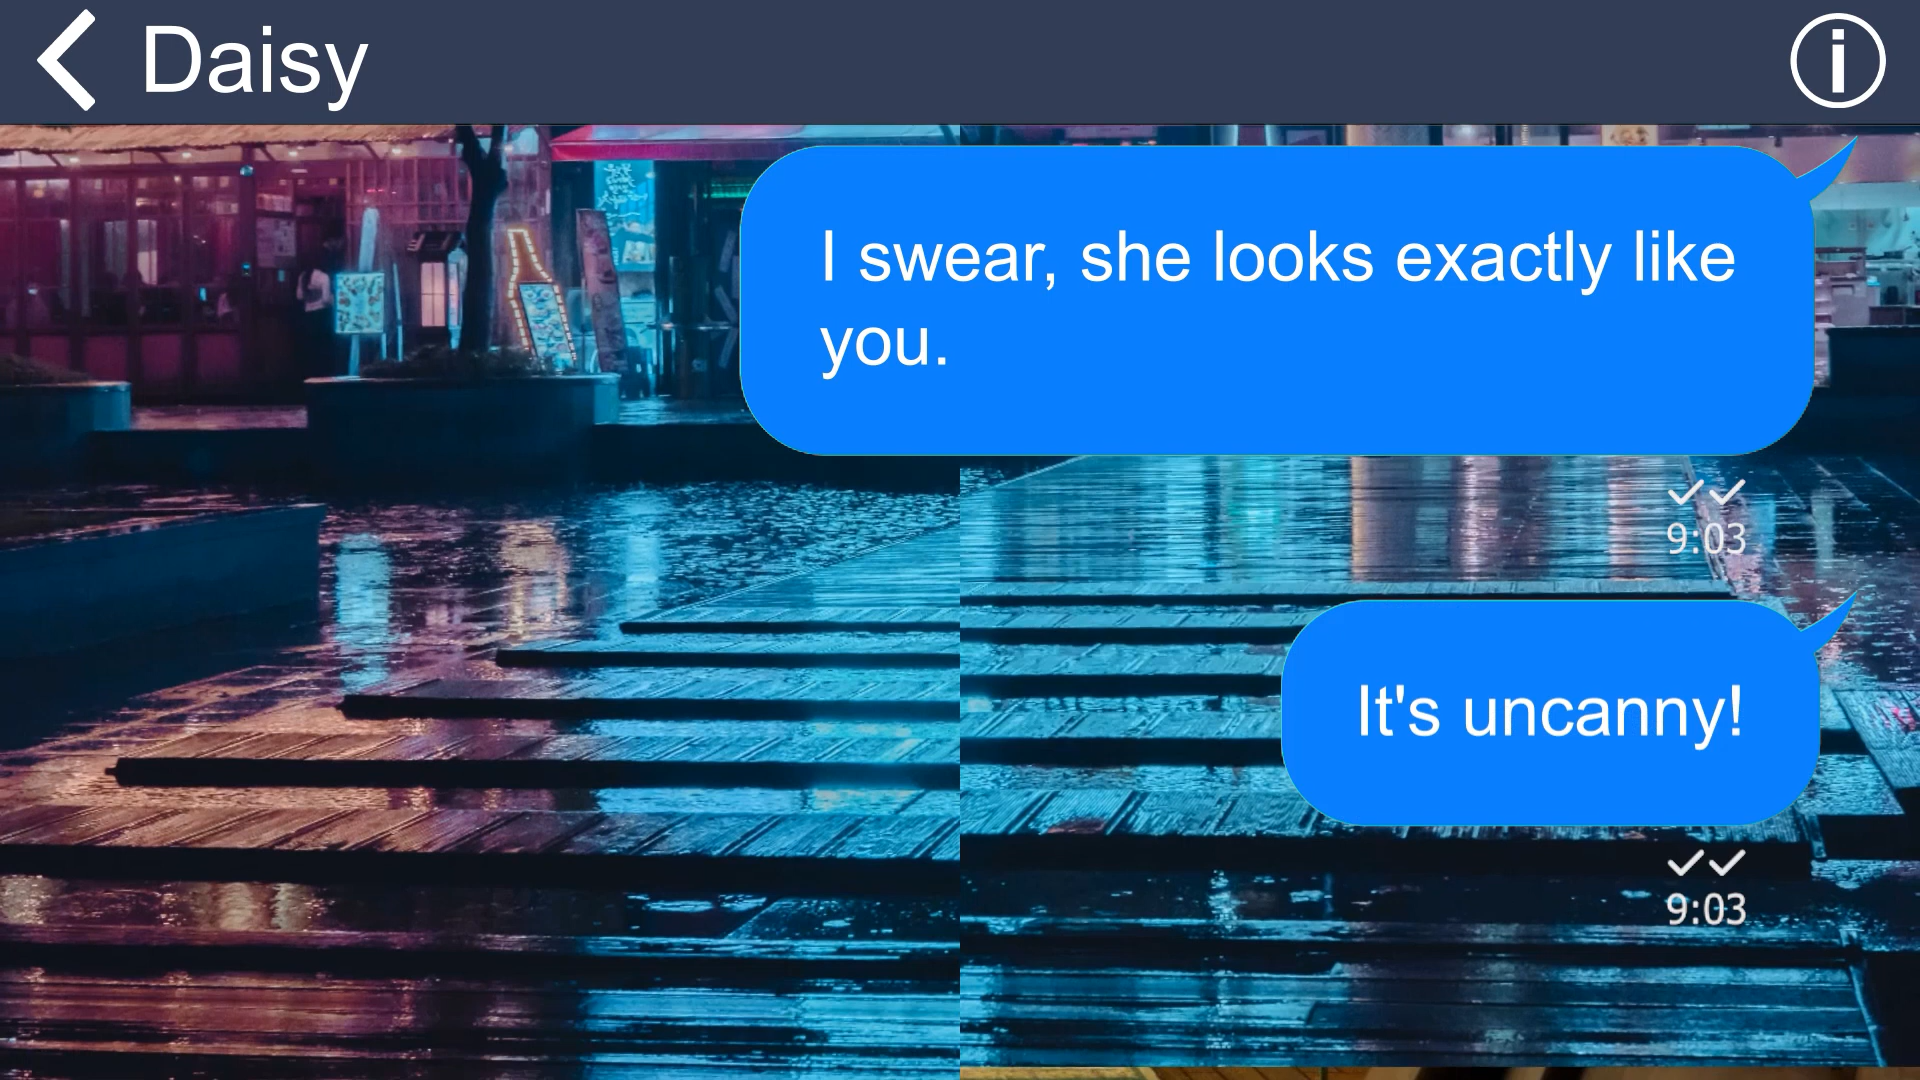 Daisy
I swear, she looks exactly like
you.
9:03
It's uncanny!
9:03